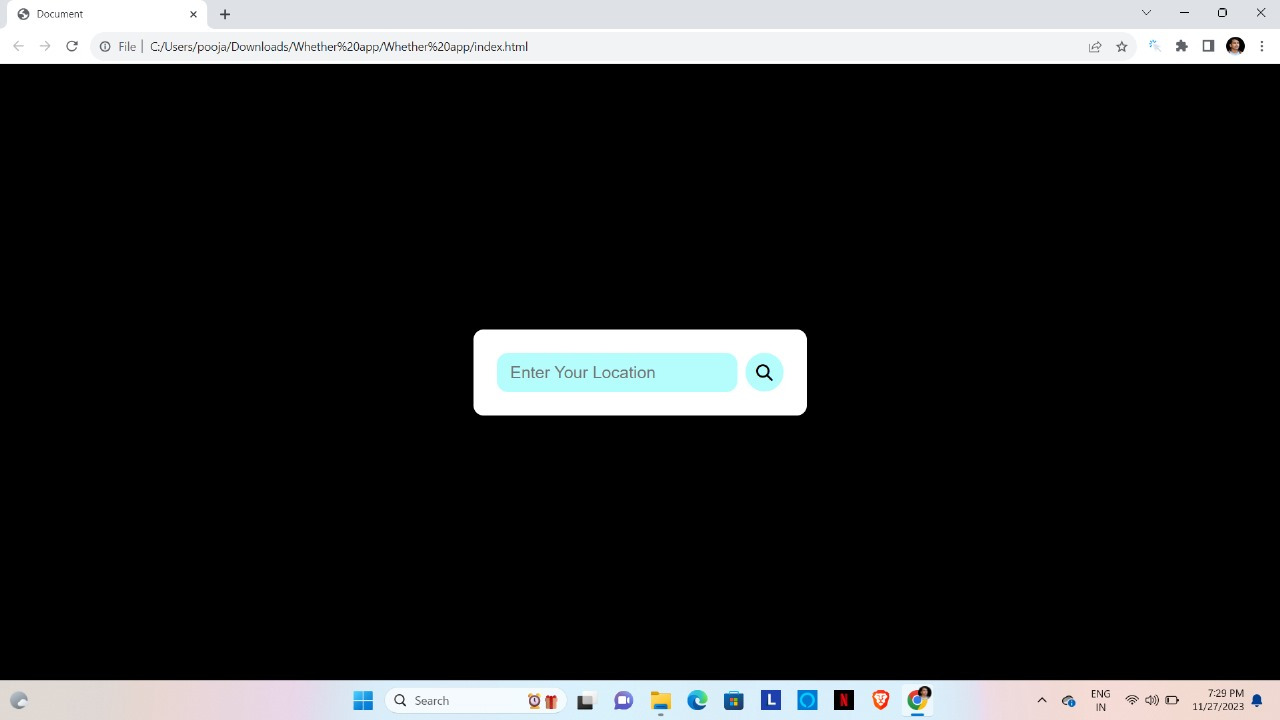 Document
File
C:/Users/pooja/Downloads/Whether%20app/Whether%20app/index.html
Enter Your Location
Search
L
N
ENG
IN
7:29 PM
11/27/2023